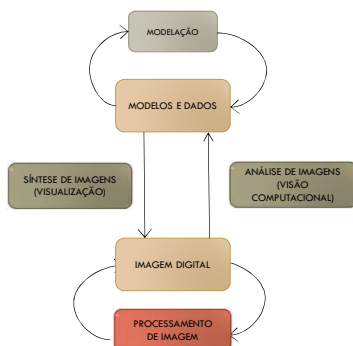 MODELAÇÃO
MODELOS E DADOS
SÍNTESE DE IMAGENS
(VISUALIZAÇÃO)
ANÁLISE DE IMAGENS
(VISÃO
COMPUTACIONAL)
IMAGEM DIGITAL
PROCESSAMENTO
DE IMAGEM